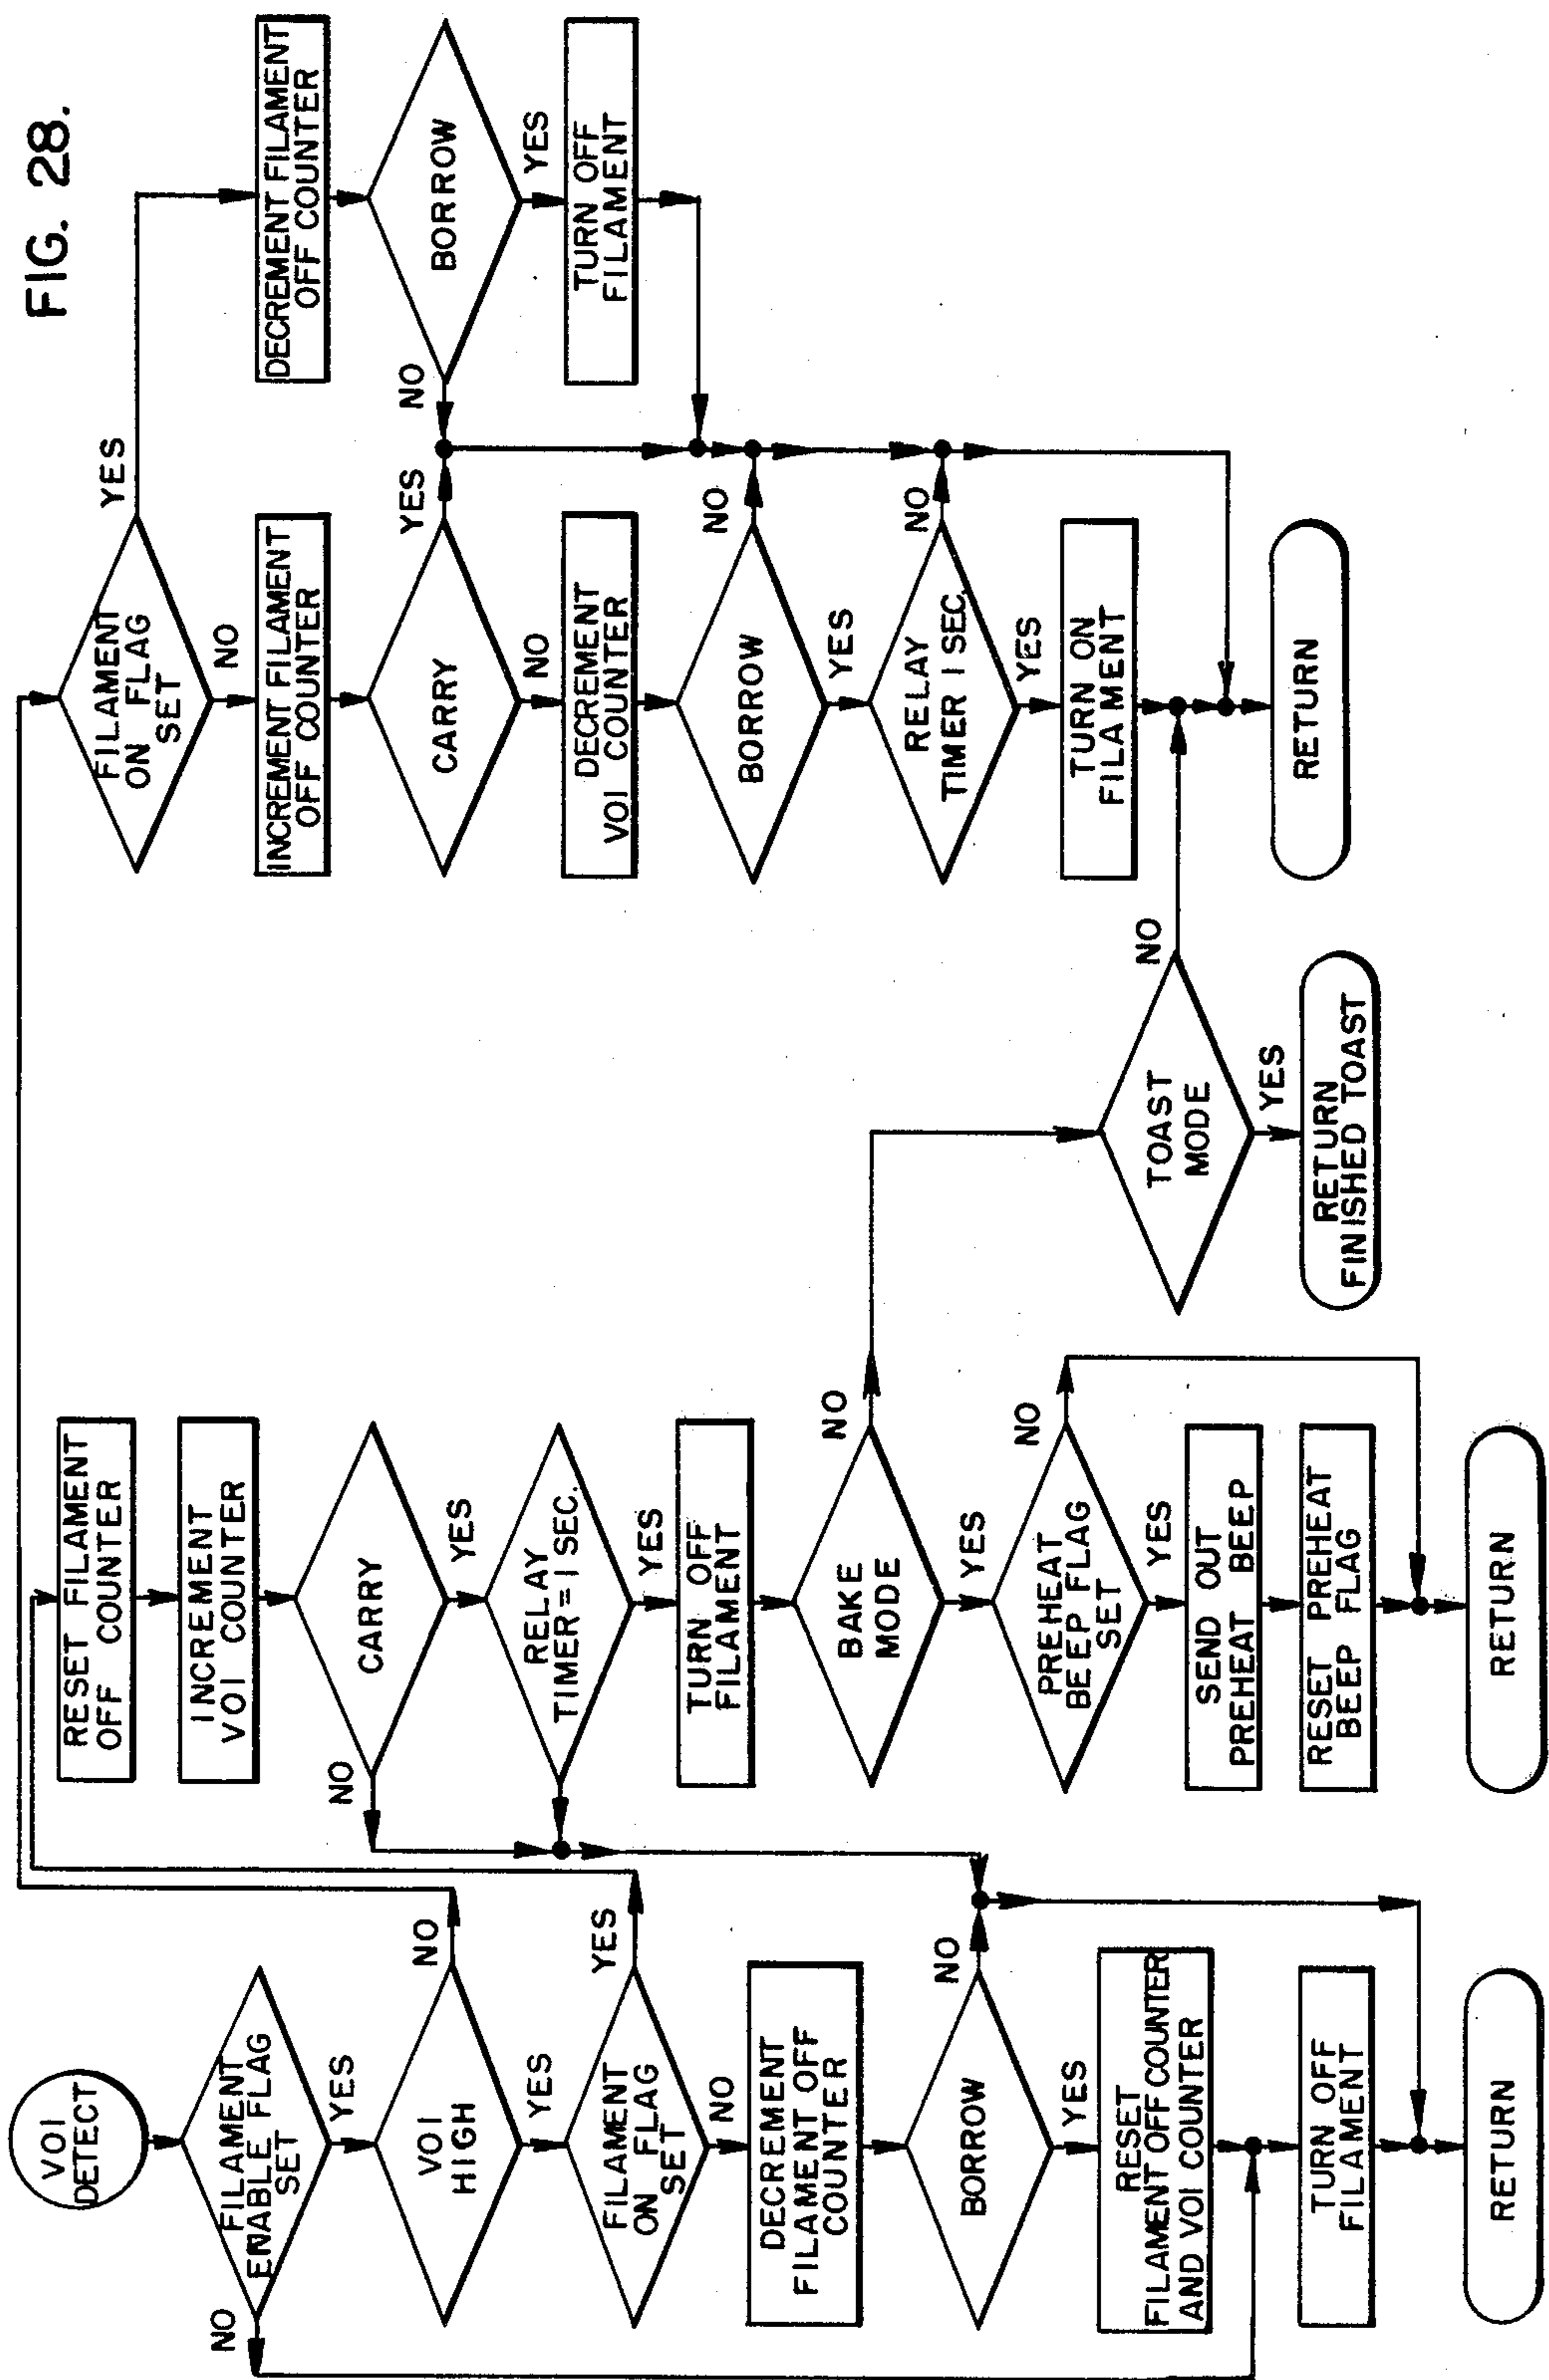 FIG. 28.
VOI
DETECT
FILAMENT
ENABLE FLAG
SET
NO
YES
VOI
HIGH
NO
YES
FILAMENT
ON FLAG
SET
YES
NO
DECREMENT
FILAMENT OFF
COUNTER
BORROW
NO
YES
RESET
FILAMENT OFF COUNTER
AND VOI COUNTER
TURN OFF
FILAMENT
RETURN
RESET FILAMENT
OFF COUNTER
INCREMENT
VOI COUNTER
CARRY
NO
YES
RELAY
TIMER = 1 SEC.
YES
TURN OFF
FILAMENT
BAKE
MODE
NO
YES
PREHEAT
BEEP FLAG
SET
NO
YES
SEND OUT
PREHEAT BEEP
RESET PREHEAT
BEEP FLAG
RETURN
TOAST
MODE
NO
YES
RETURN
FINISHED TOAST
FILAMENT
ON FLAG
SET
YES
NO
INCREMENT FILAMENT
OFF COUNTER
CARRY
YES
NO
DECREMENT
VOI COUNTER
BORROW
NO
YES
RELAY
TIMER 1 SEC.
NO
YES
TURN ON
FILAMENT
RETURN
DECREMENT FILAMENT
OFF COUNTER
BORROW
NO
YES
TURN OFF
FILAMENT